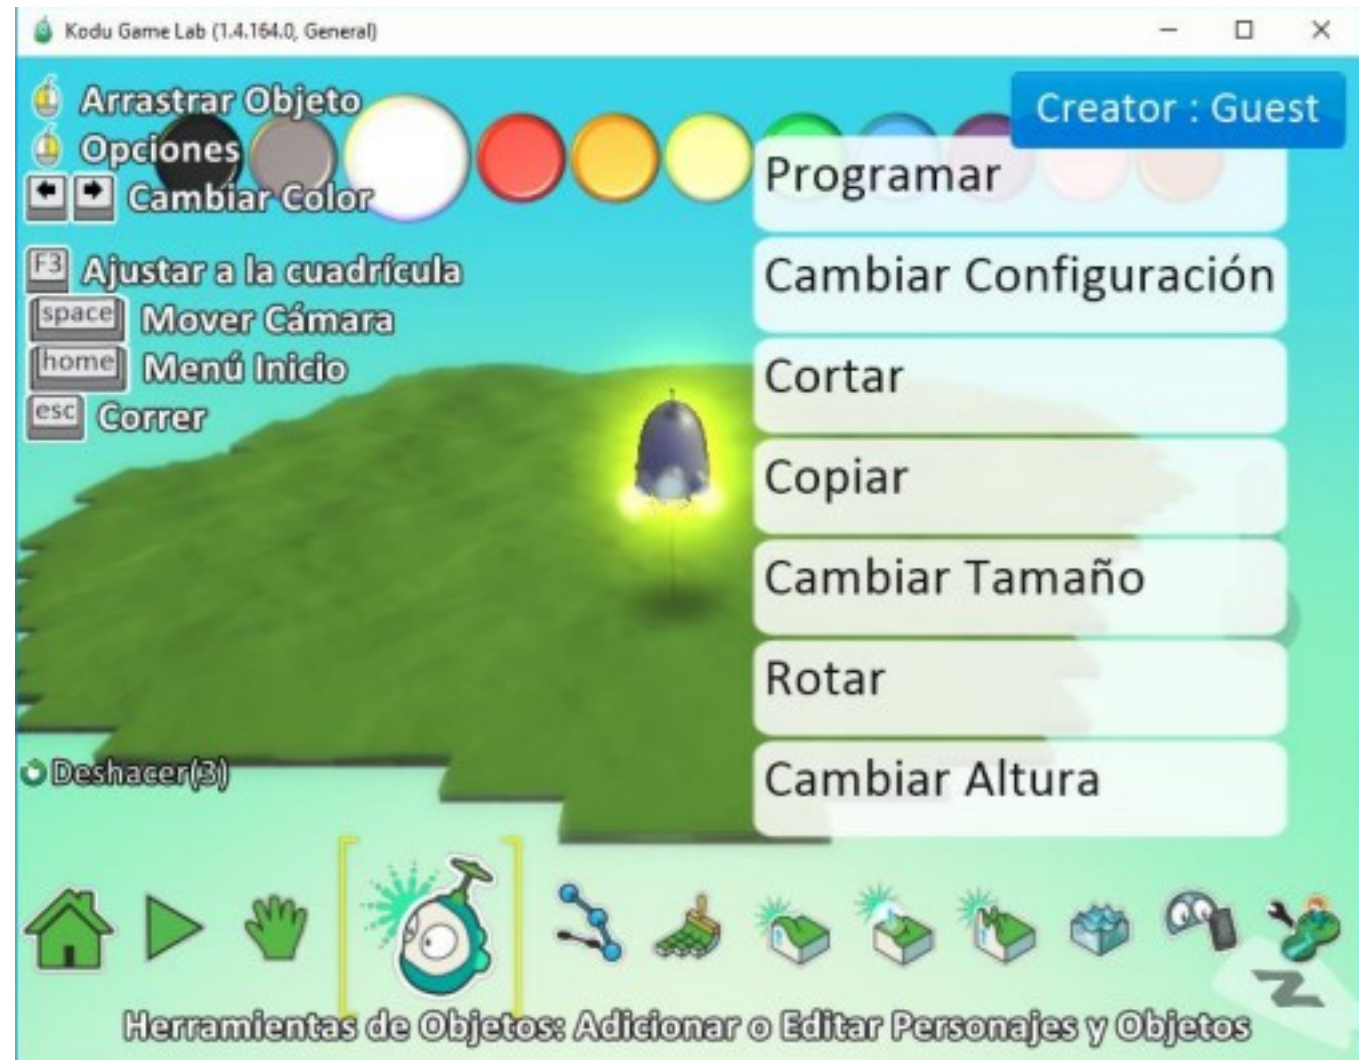 Kodu Game Lab (1.4.164.0, General)
Arrastrar Objeto
Creator : Guest
Opciones
Cambiar Color
F3 Ajustar a la cuadrícula
space Mover Cámara
home Menú Inicio
esc Correr
Programar
Cambiar Configuración
Cortar
Copiar
Cambiar Tamaño
Rotar
Cambiar Altura
Deshacer(3)
Herramientas de Objetos: Adicionar o Editar Personajes y Objetos